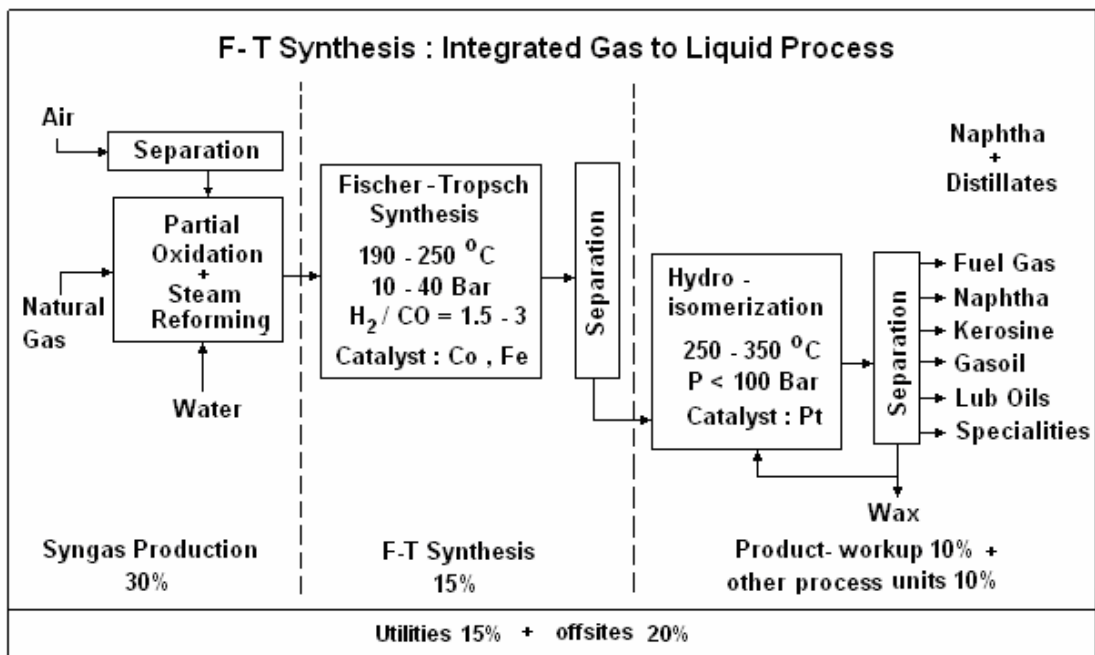 F- T Synthesis : Integrated Gas to Liquid Process
Air
Separation
Partial
Oxidation
+
Steam
Reforming
Natural
Gas
Water
Syngas Production
30%
Fischer - Tropsch
Synthesis
190 - 250 °C
10 - 40 Bar
H₂ / CO = 1.5 - 3
Catalyst : Co , Fe
Separation
F-T Synthesis
15%
Naphtha
+
Distillates
Hydro -
isomerization
250 - 350 °C
P < 100 Bar
Catalyst : Pt
Separation
Fuel Gas
Naphtha
Kerosine
Gasoil
Lub Oils
Specialities
Wax
Product- workup 10% +
other process units 10%
Utilities 15% + offsites 20%